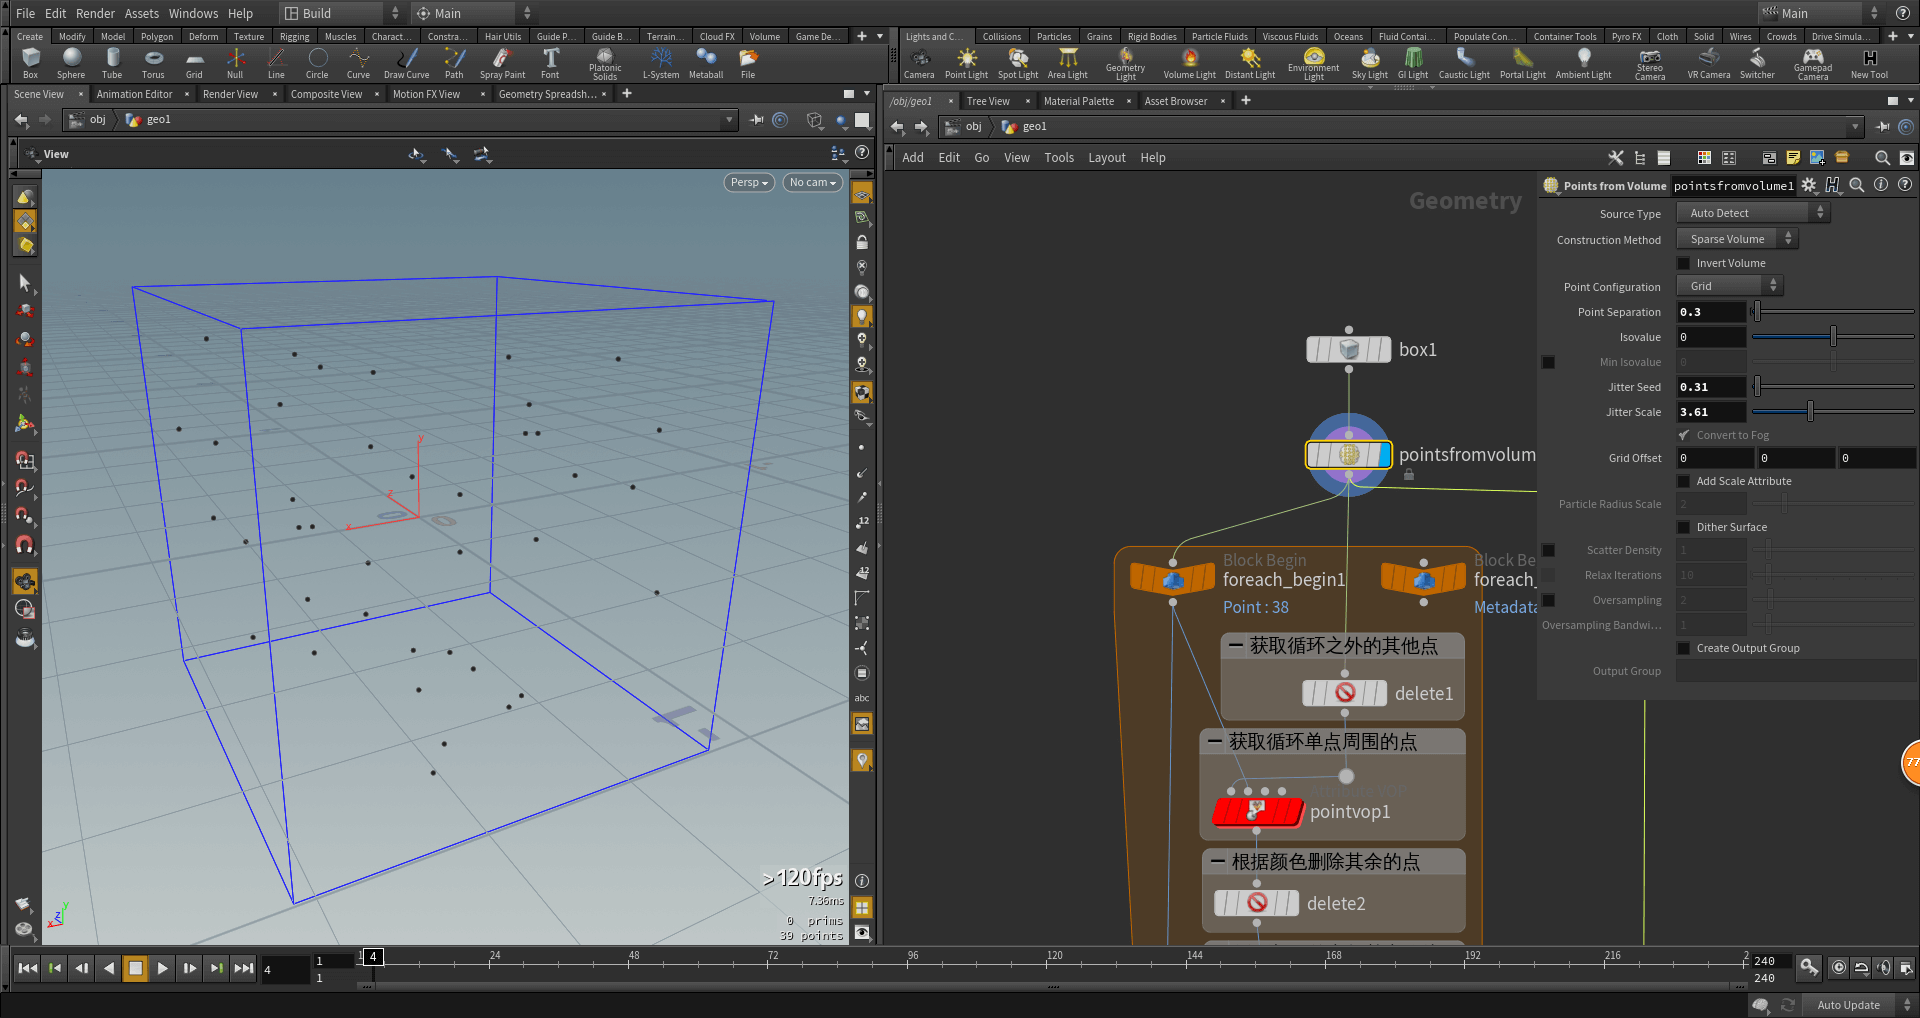 File Edit Render Assets Windows Help Build Main Main
Create Modify Model Polygon Deform Texture Rigging Muscles Charact... Constra... Hair Utils Guide P... Guide B... Terrain... Cloud FX Volume Game De...
Lights and C... Collisions Particles Grains Rigid Bodies Particle Fluids Viscous Fluids Oceans Fluid Contai... Populate Con... Container Tools Pyro FX Cloth Solid Wires Crowds Drive Simula...
Box Sphere Tube Torus Grid Null Line Circle Curve Draw Curve Path Spray Paint Font Platonic Solids L-System Metaball File
Camera Point Light Spot Light Area Light Geometry Light Volume Light Distant Light Environment Light Sky Light GI Light Caustic Light Portal Light Ambient Light Stereo Camera VR Camera Switcher Gamepad Camera New Tool
Scene View Animation Editor Render View Composite View Motion FX View Geometry Spreadsh...
/obj/geo1 Tree View Material Palette Asset Browser
obj geo1
obj geo1
View
Add Edit Go View Tools Layout Help
Persp No cam
Geometry
Points from Volume pointsfromvolume1
Source Type Auto Detect
Construction Method Sparse Volume
Invert Volume
Point Configuration Grid
Point Separation 0.3
Isovalue 0
Min Isovalue 0
Jitter Seed 0.31
Jitter Scale 3.61
Convert to Fog
Grid Offset 0 0 0
Add Scale Attribute
Particle Radius Scale 2
Dither Surface
Scatter Density 1
Relax Iterations 10
Oversampling 2
Oversampling Bandwi... 1
Create Output Group
Output Group
box1
pointsfromvolum
Block Begin
foreach_begin1
Point : 38
Block Be
foreach_
Metadata
获取循环之外的其他点
delete1
获取循环单点周围的点
Attribute VOP
pointvop1
根据颜色删除其余的点
delete2
y
z
x
12
12
abc
77
>120fps
7.36ms
0 prims
39 points
y
z
x
4 1 1 1 4 24 48 72 96 120 144 168 192 216 2 240 240
Auto Update